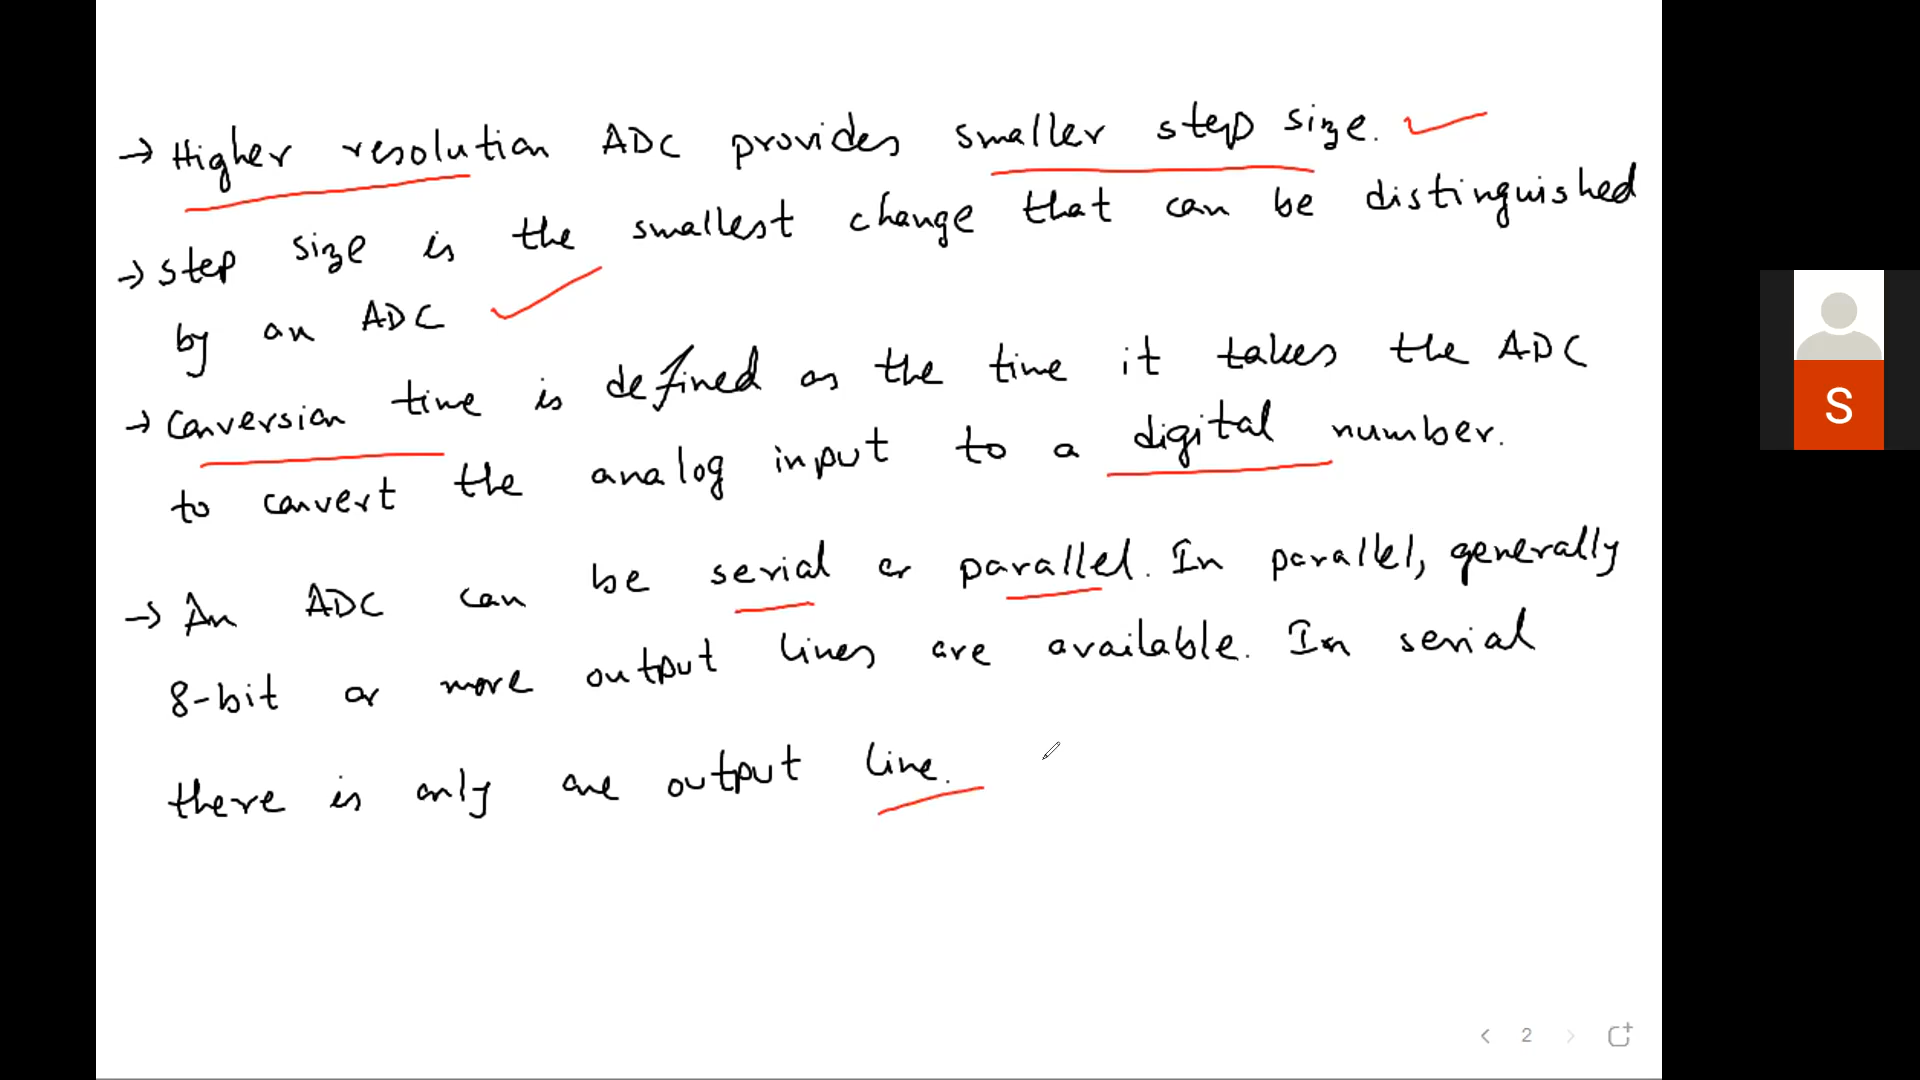 → Higher resolution ADC provides smaller step size.
→ step size is the smallest change that can be distinguished
by an ADC
→ Conversion time is defined as the time it takes the ADC
to convert the analog input to a digital number.
→ An ADC can be serial or parallel. In parallel, generally
8-bit or more output lines are available. In serial
there is only one output line.
S
2